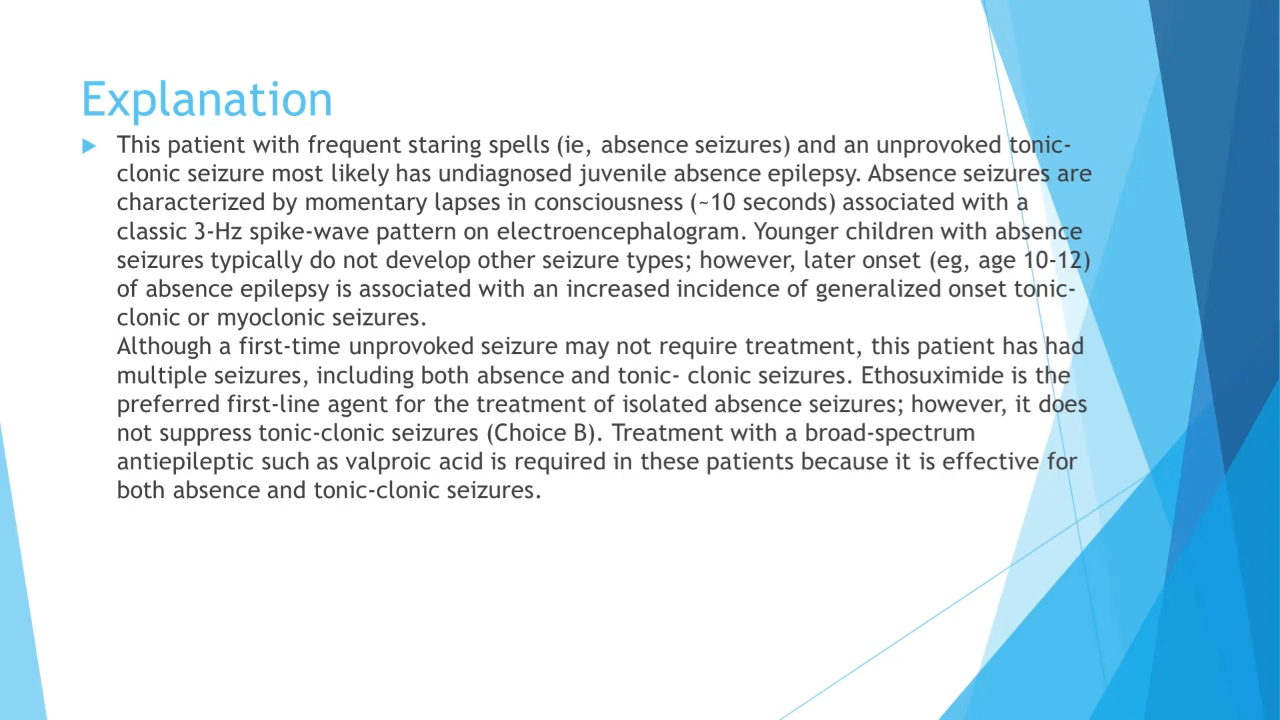 Explanation
This patient with frequent staring spells (ie, absence seizures) and an unprovoked tonic-
clonic seizure most likely has undiagnosed juvenile absence epilepsy. Absence seizures are
characterized by momentary lapses in consciousness (~10 seconds) associated with a
classic 3-Hz spike-wave pattern on electroencephalogram. Younger children with absence
seizures typically do not develop other seizure types; however, later onset (eg, age 10-12)
of absence epilepsy is associated with an increased incidence of generalized onset tonic-
clonic or myoclonic seizures.
Although a first-time unprovoked seizure may not require treatment, this patient has had
multiple seizures, including both absence and tonic- clonic seizures. Ethosuximide is the
preferred first-line agent for the treatment of isolated absence seizures; however, it does
not suppress tonic-clonic seizures (Choice B). Treatment with a broad-spectrum
antiepileptic such as valproic acid is required in these patients because it is effective for
both absence and tonic-clonic seizures.